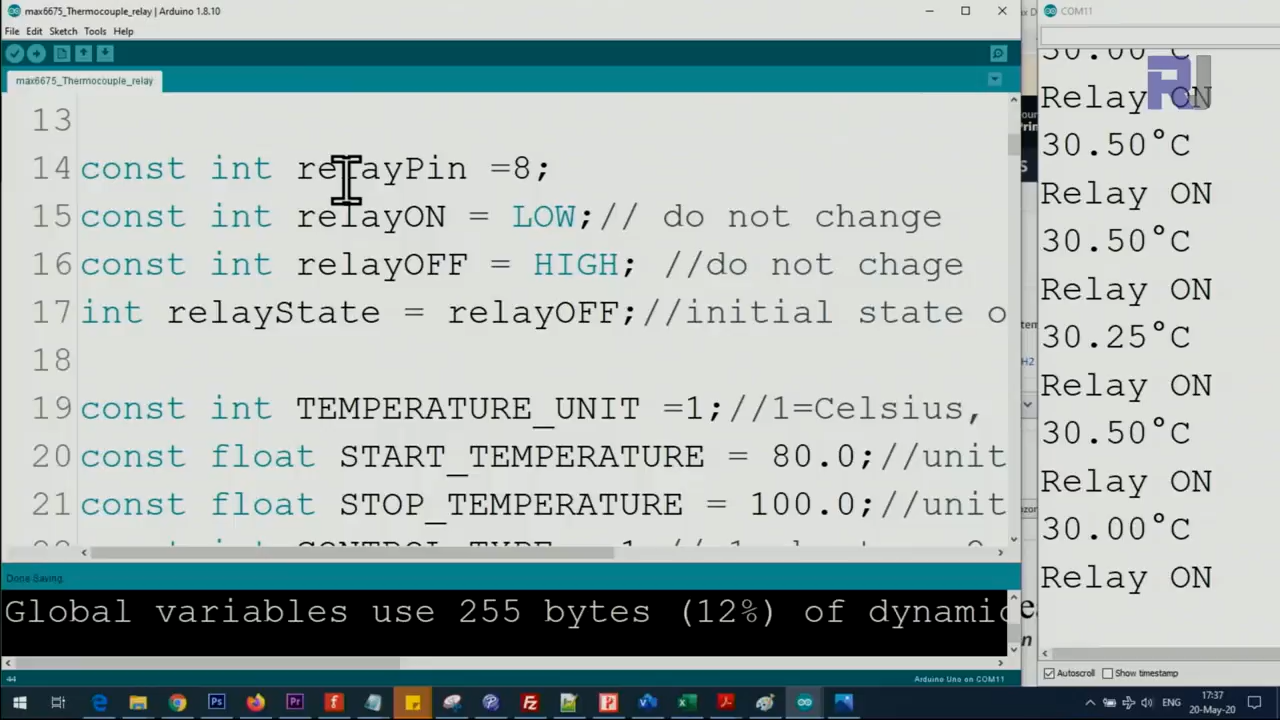 max6675_Thermocouple_relay | Arduino 1.8.10
File Edit Sketch Tools Help
max6675_Thermocouple_relay
13
14 const int relayPin =8;
15 const int relayON = LOW;// do not change
16 const int relayOFF = HIGH; //do not chage
17 int relayState = relayOFF;//initial state o
18
19 const int TEMPERATURE_UNIT =1;//1=Celsius,
20 const float START_TEMPERATURE = 80.0;//unit
21 const float STOP_TEMPERATURE = 100.0;//unit
Done Saving.
Global variables use 255 bytes (12%) of dynamic
44
Arduino Uno on COM11
COM11
30.00°C
Relay ON
30.50°C
Relay ON
30.50°C
Relay ON
30.25°C
Relay ON
30.50°C
Relay ON
30.00°C
Relay ON
Autoscroll Show timestamp
ENG
17:37
20-May-20